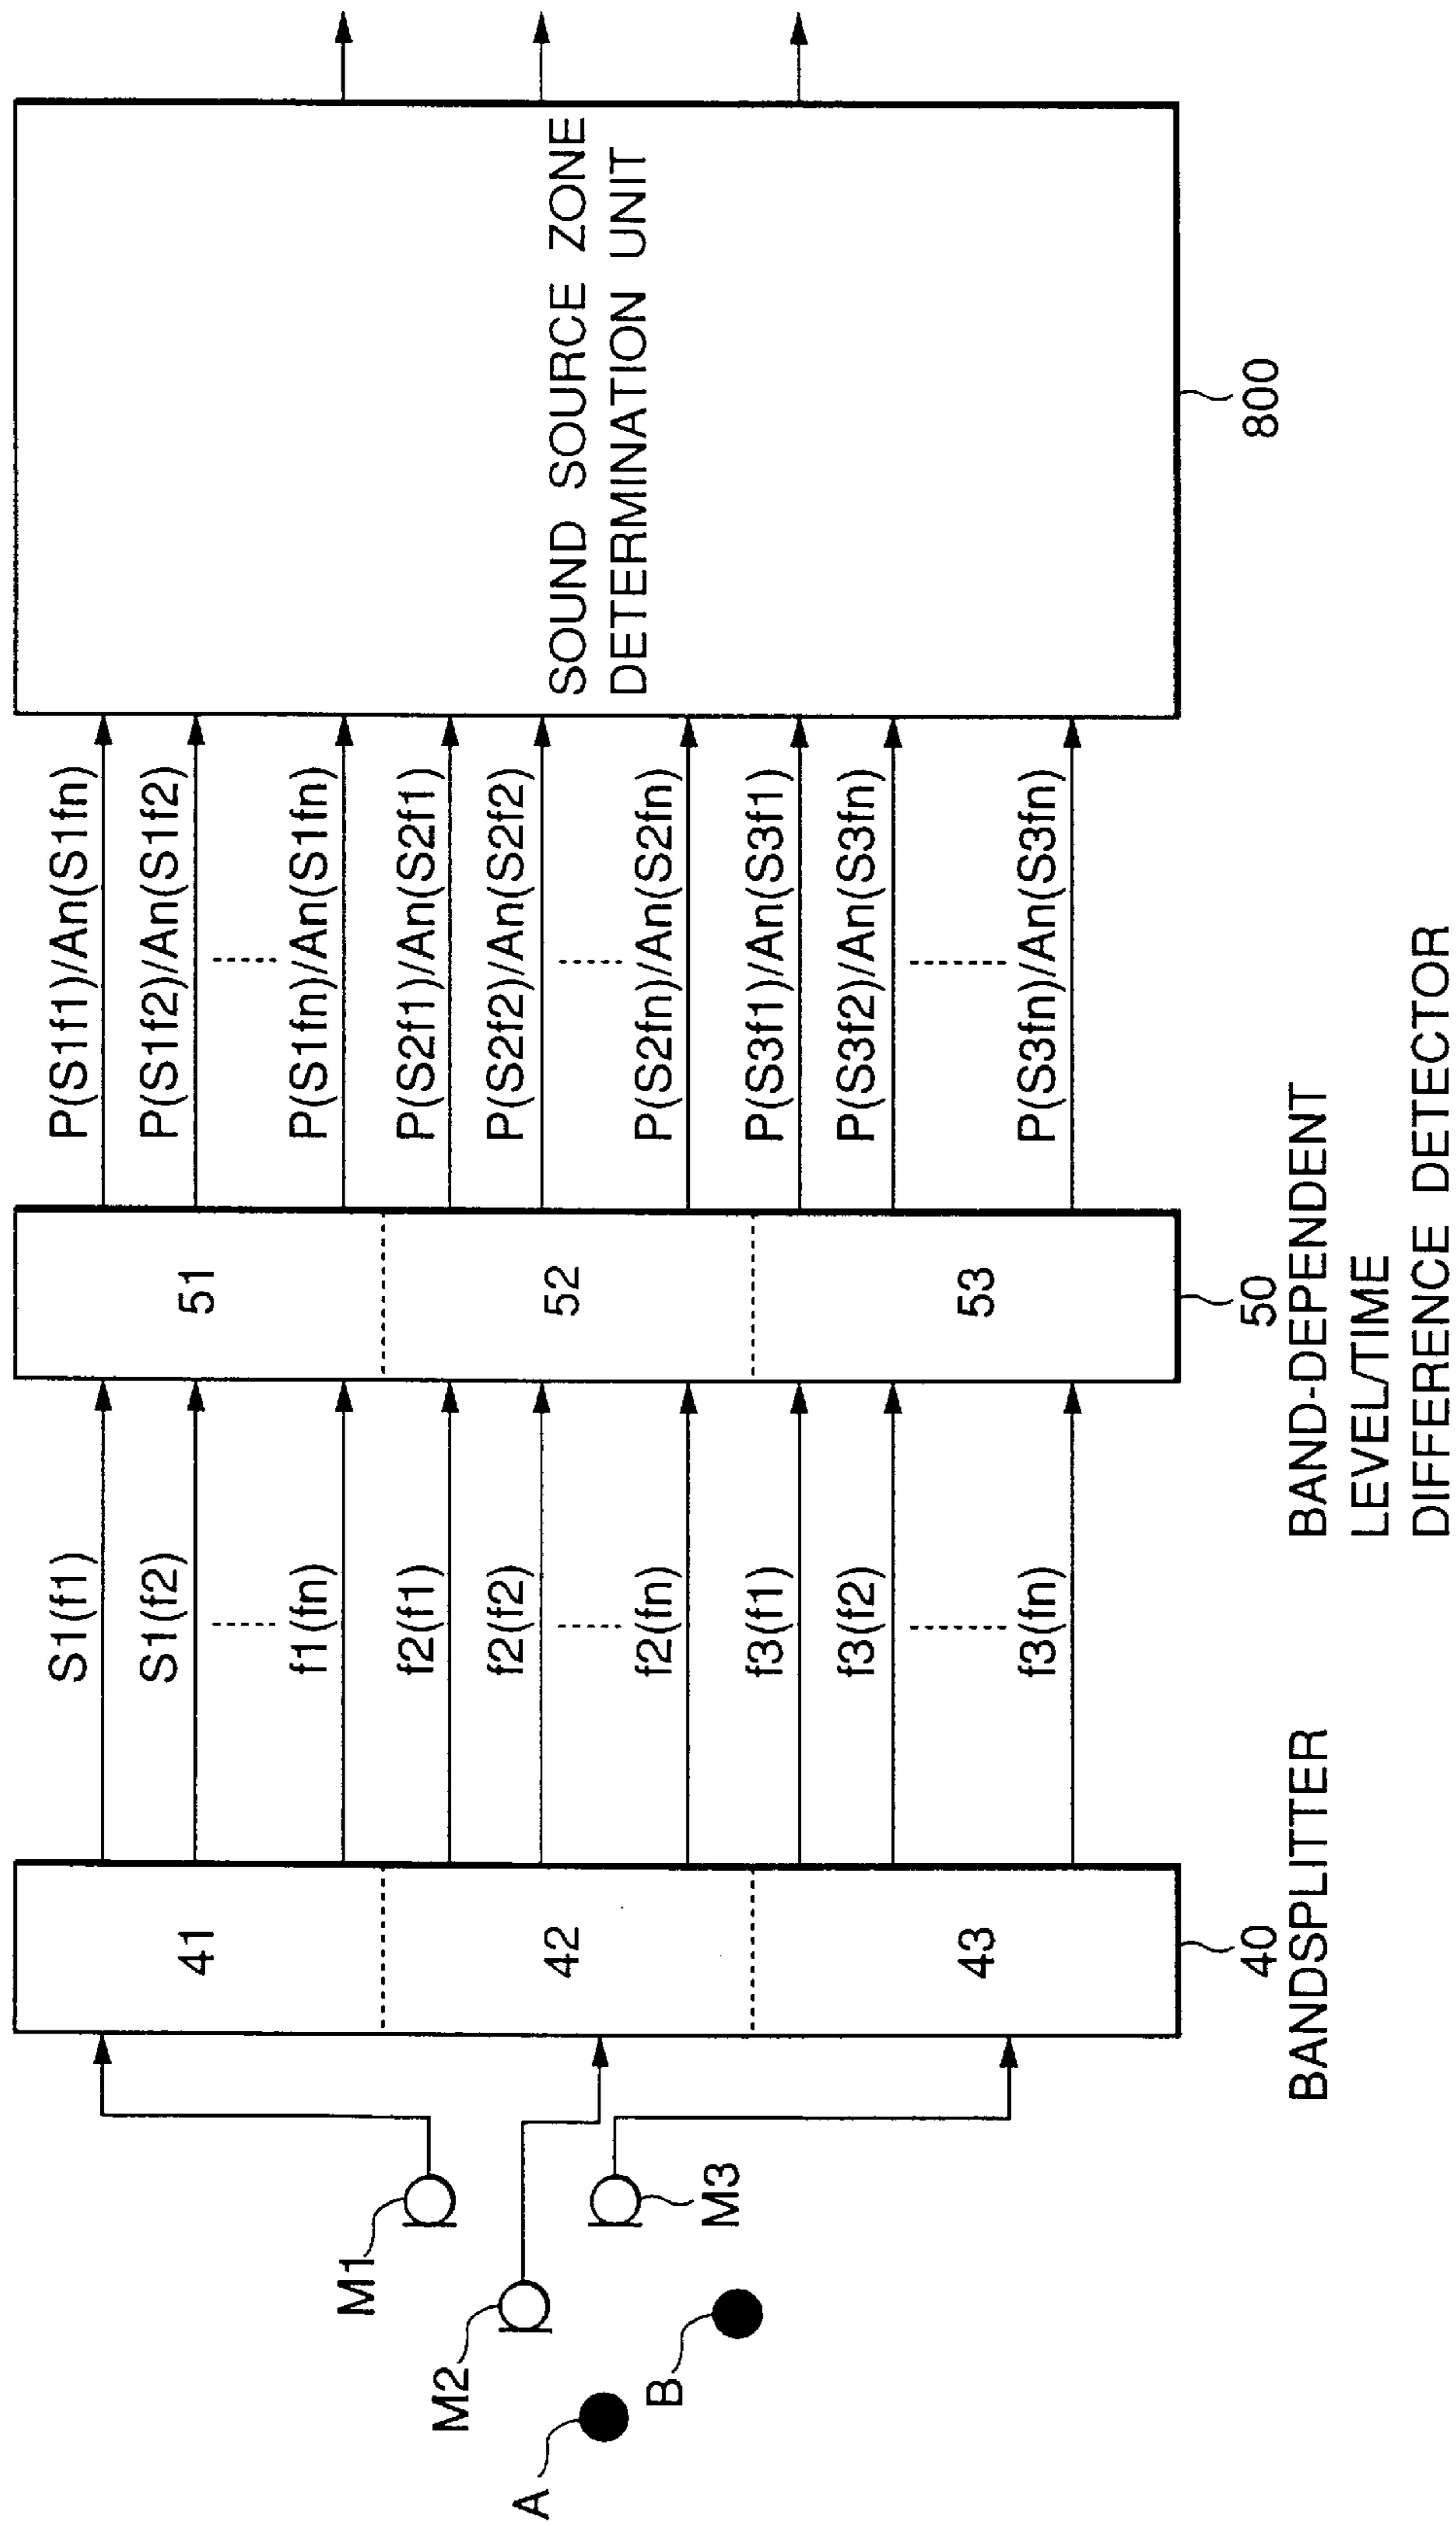 A
B
M1
M2
M3
41
42
43
40
BANDSPLITTER
S1(f1)
S1(f2)
f1(fn)
f2(f1)
f2(f2)
f2(fn)
f3(f1)
f3(f2)
f3(fn)
51
52
53
50
BAND-DEPENDENT
LEVEL/TIME
DIFFERENCE DETECTOR
P(S1f1)/An(S1fn)
P(S1f2)/An(S1f2)
P(S1fn)/An(S1fn)
P(S2f1)/An(S2f1)
P(S2f2)/An(S2f2)
P(S2fn)/An(S2fn)
P(S3f1)/An(S3f1)
P(S3f2)/An(S3fn)
P(S3fn)/An(S3fn)
SOUND SOURCE ZONE
DETERMINATION UNIT
800